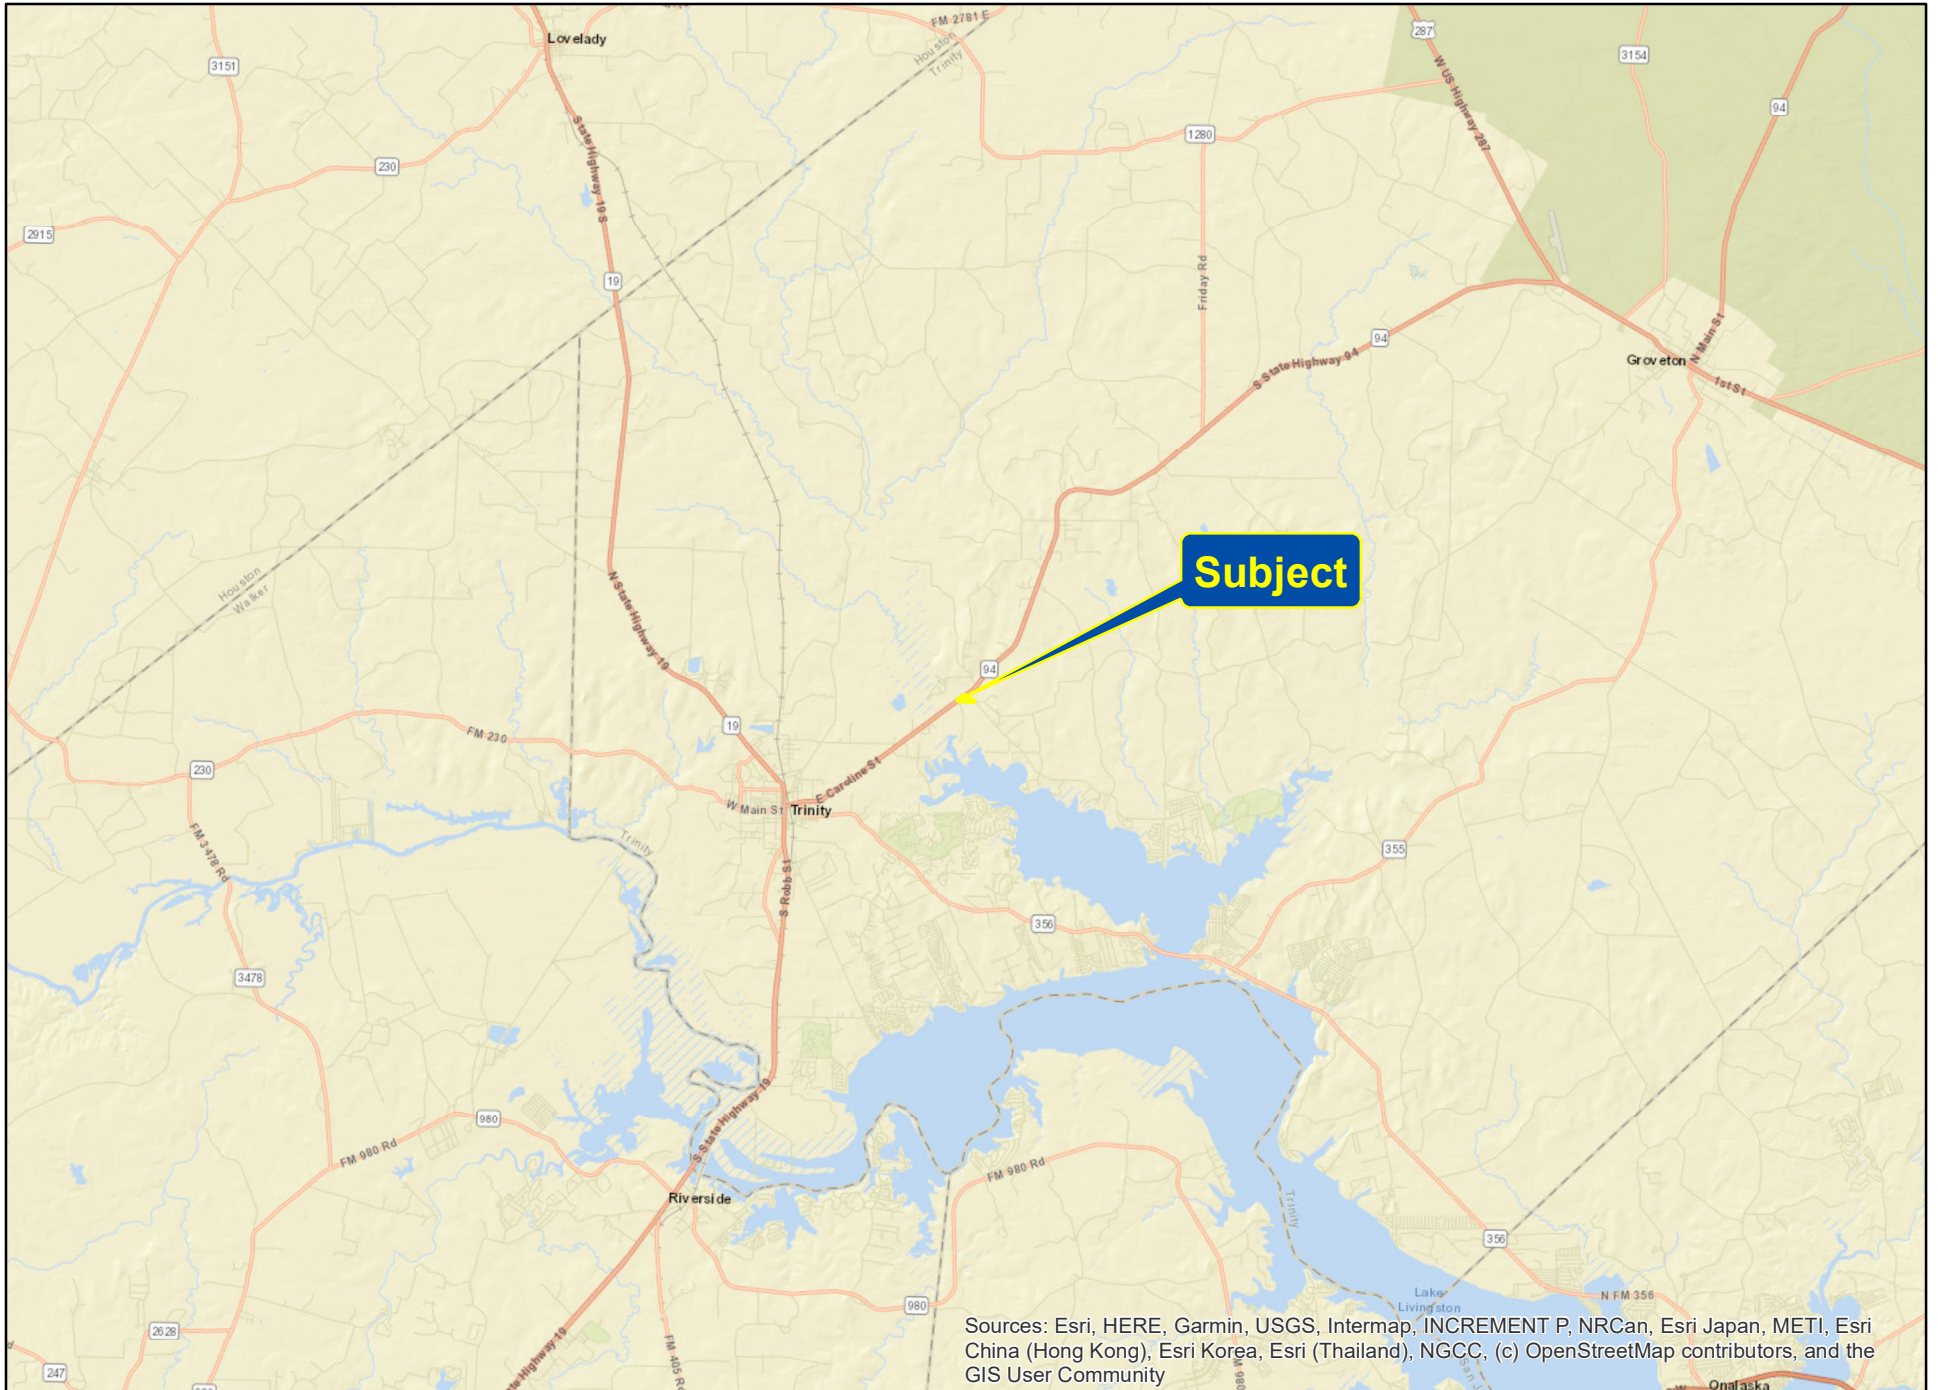 FM 2781 E
Lovelady
287
Houston
Trinity
3151
3154
W US Highway 287
94
1280
State Highway 19 S
230
2915
Friday Rd
19
N Main St
94
S State Highway 94
Groveton
1st St
Subject
Houston
Walker
N State Highway 19
94
19
FM 230
230
E Caroline St
W Main St
Trinity
Trinity
FM 3478 Rd
355
S Robb St
356
3478
S State Highway 19
980
FM 980 Rd
FM 980 Rd
Riverside
Trinity
356
Lake
Livingston
N FM 356
980
2628
FM 405 Rd
247
Onalaska
Sources: Esri, HERE, Garmin, USGS, Intermap, INCREMENT P, NRCan, Esri Japan, METI, Esri
China (Hong Kong), Esri Korea, Esri (Thailand), NGCC, (c) OpenStreetMap contributors, and the
GIS User Community